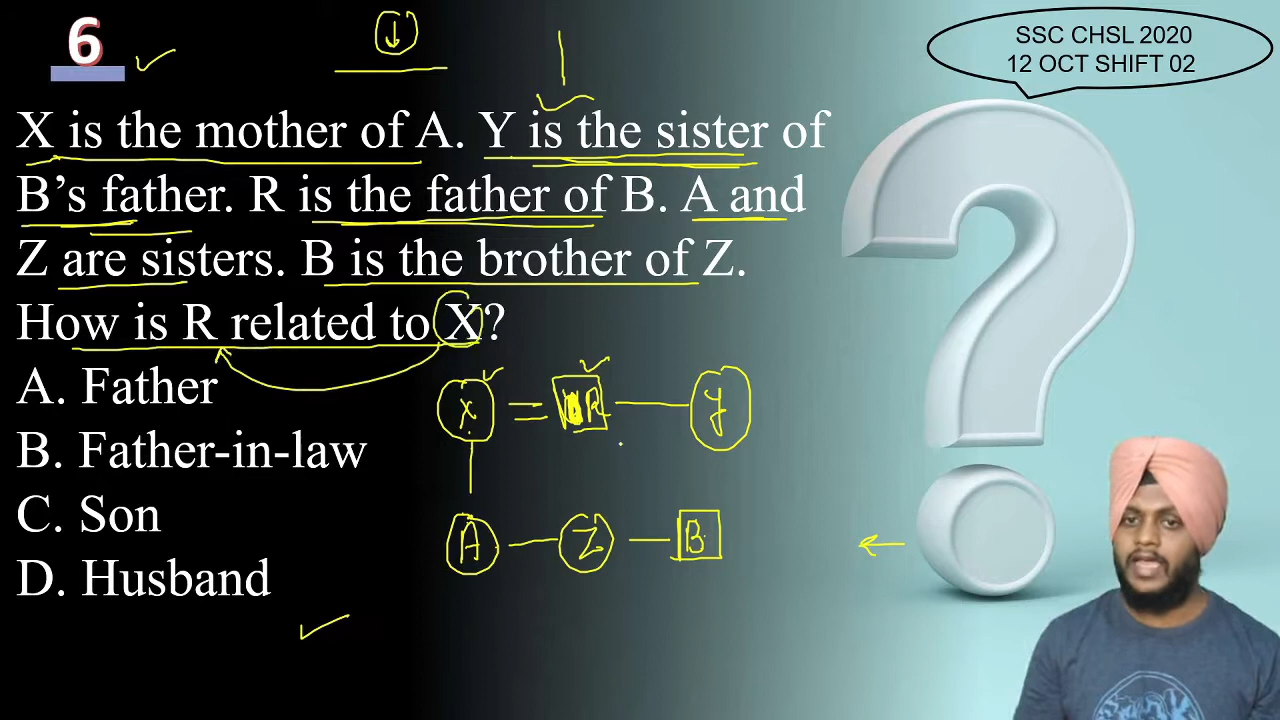 6
SSC CHSL 2020
12 OCT SHIFT 02
X is the mother of A. Y is the sister of
B’s father. R is the father of B. A and
Z are sisters. B is the brother of Z.
How is R related to X?
A. Father
B. Father-in-law
C. Son
D. Husband
X = R — Y
A — Z — B